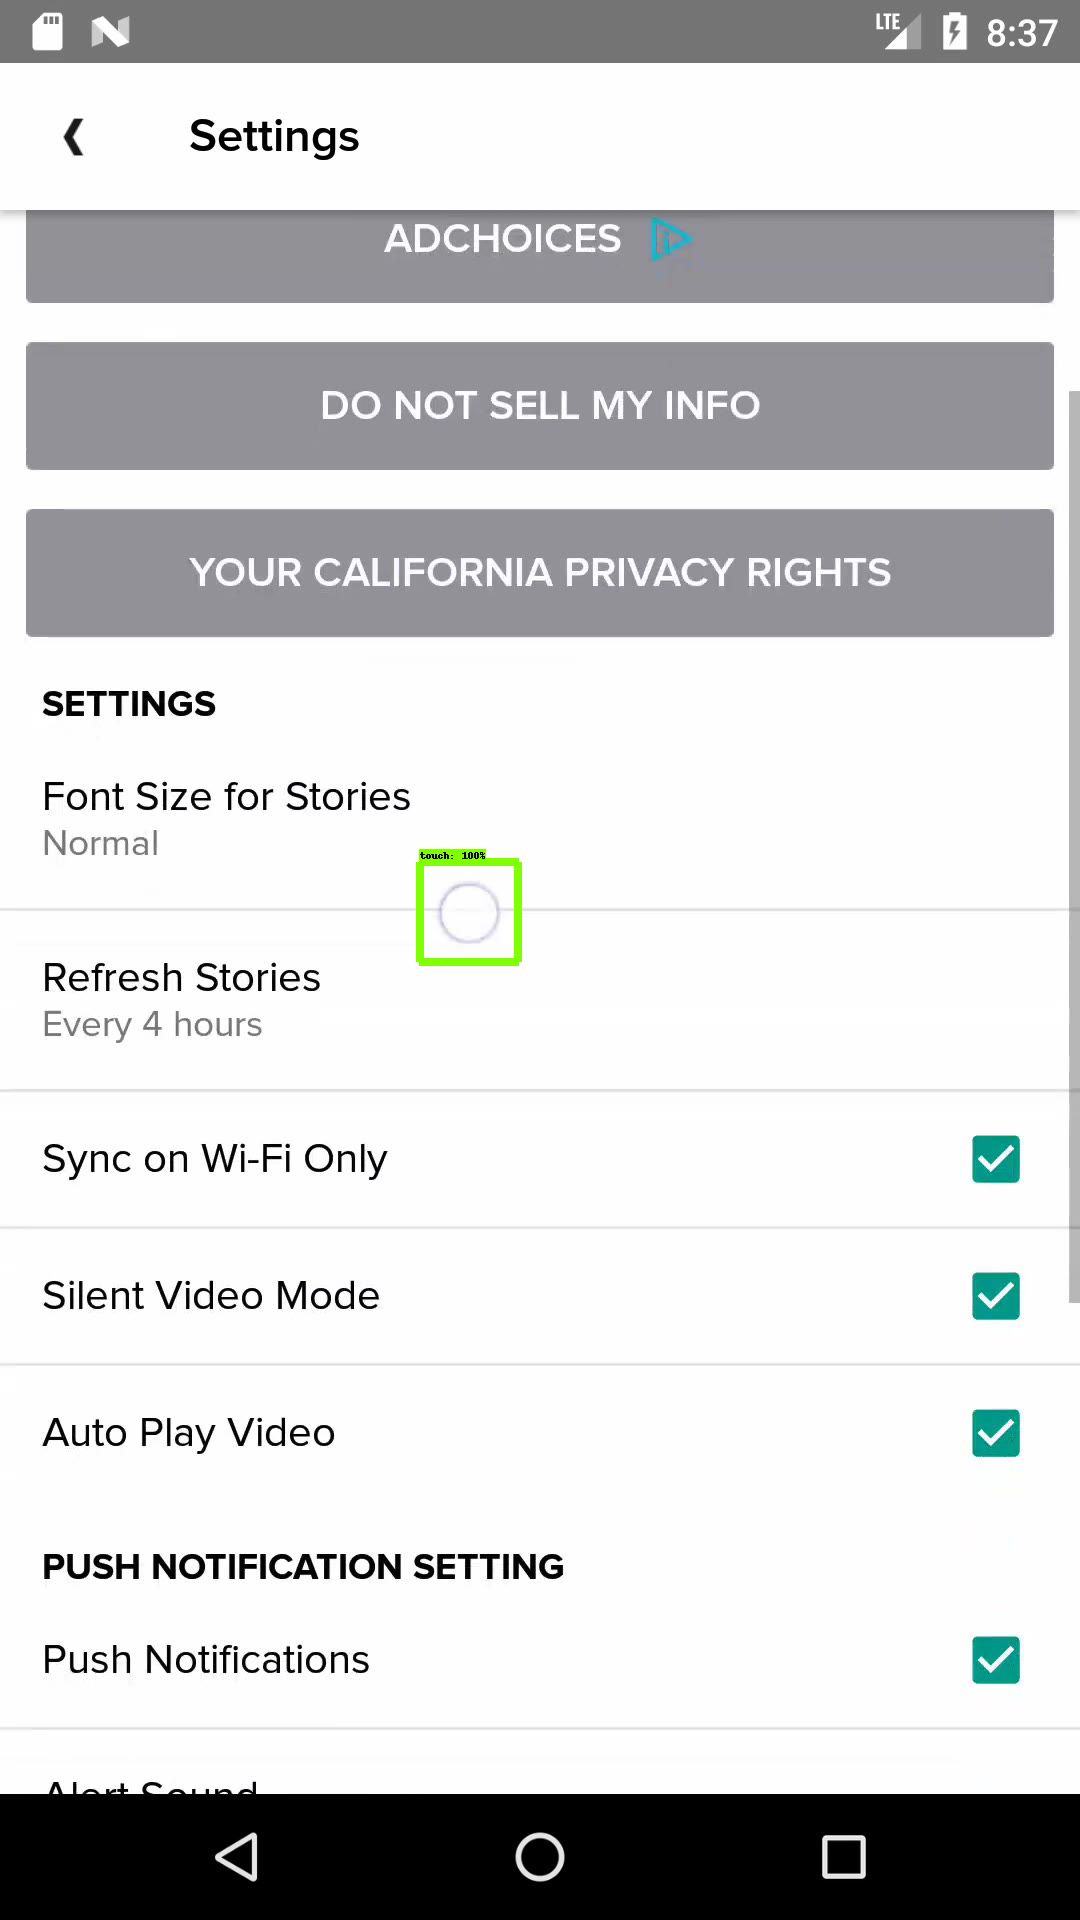 LTE 8:37
Settings
ADCHOICES
DO NOT SELL MY INFO
YOUR CALIFORNIA PRIVACY RIGHTS
SETTINGS
Font Size for Stories
Normal
touch: 100%
Refresh Stories
Every 4 hours
Sync on Wi-Fi Only
Silent Video Mode
Auto Play Video
PUSH NOTIFICATION SETTING
Push Notifications
Alert Sound